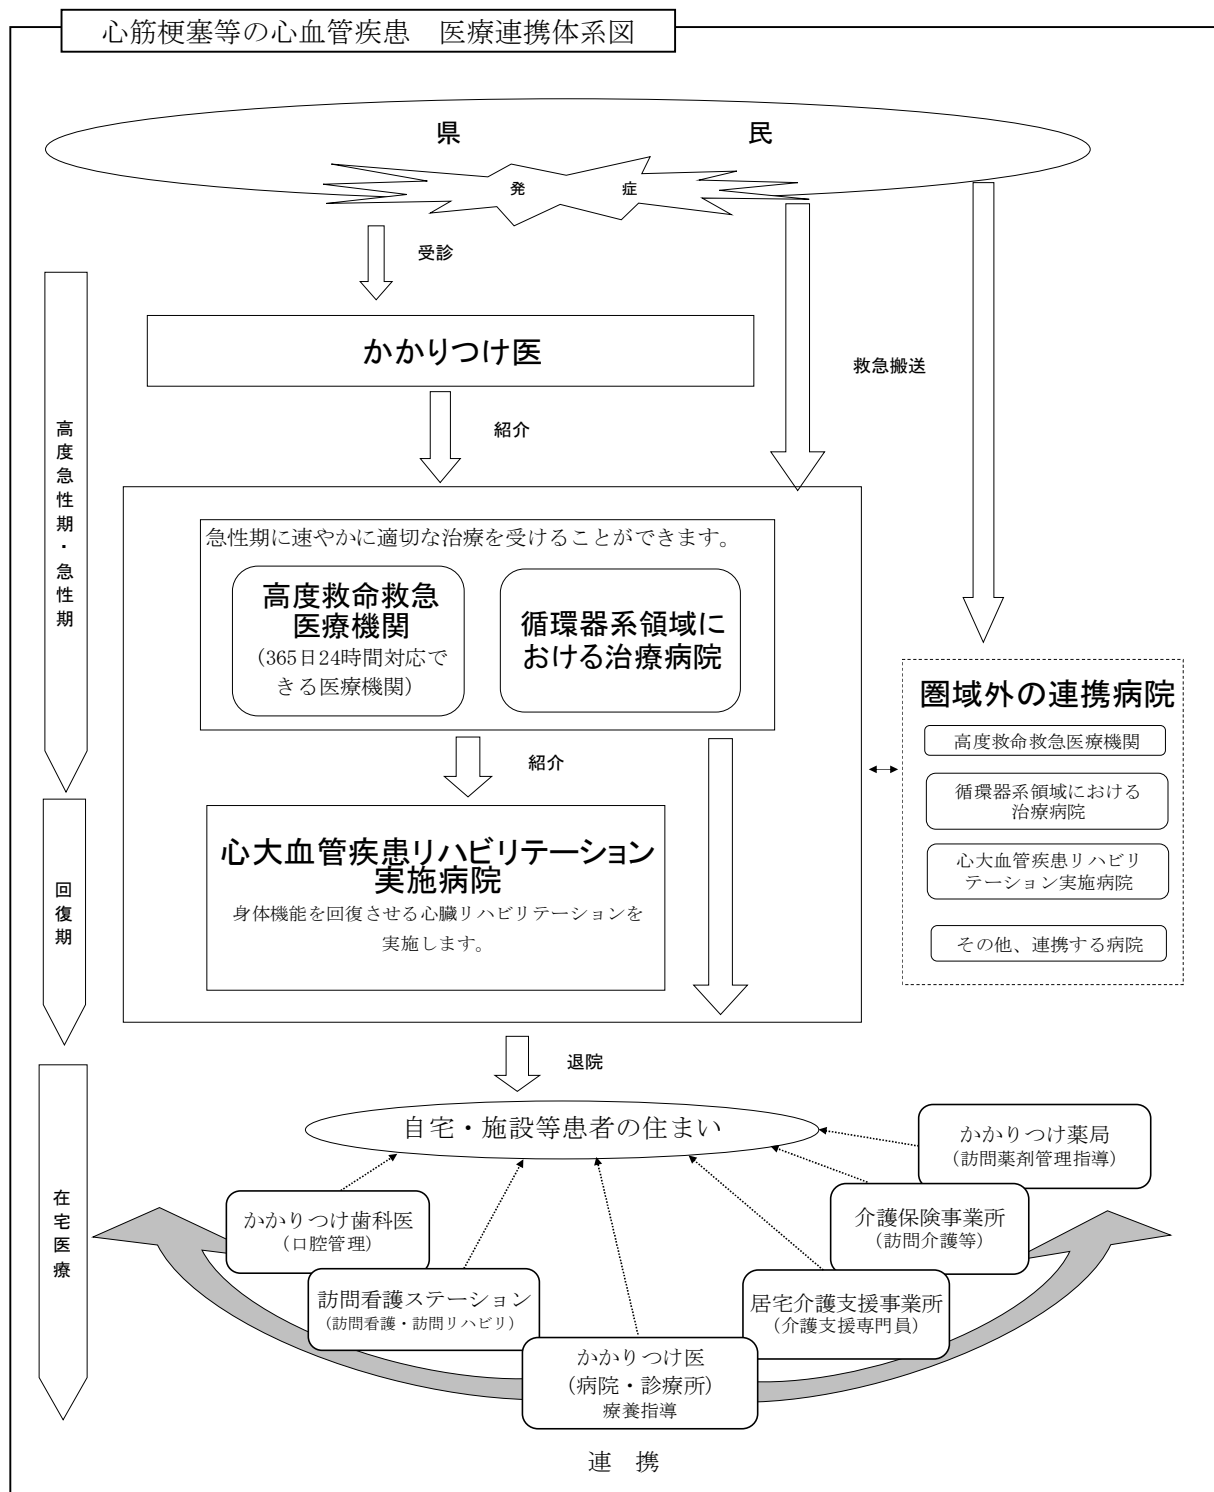 心筋梗塞等の心血管疾患　医療連携体系図
県　民
発　症
受診
かかりつけ医
救急搬送
紹介
高度急性期・急性期
急性期に速やかに適切な治療を受けることができます。
高度救命救急
医療機関
（365日24時間対応で
きる医療機関）
循環器系領域に
おける治療病院
圏域外の連携病院
高度救命救急医療機関
循環器系領域における
治療病院
心大血管疾患リハビリ
テーション実施病院
その他、連携する病院
紹介
回復期
心大血管疾患リハビリテーション
実施病院
身体機能を回復させる心臓リハビリテーションを
実施します。
退院
在宅医療
自宅・施設等患者の住まい
かかりつけ薬局
（訪問薬剤管理指導）
かかりつけ歯科医
（口腔管理）
介護保険事業所
（訪問介護等）
訪問看護ステーション
（訪問看護・訪問リハビリ）
居宅介護支援事業所
（介護支援専門員）
かかりつけ医
（病院・診療所）
療養指導
連　携